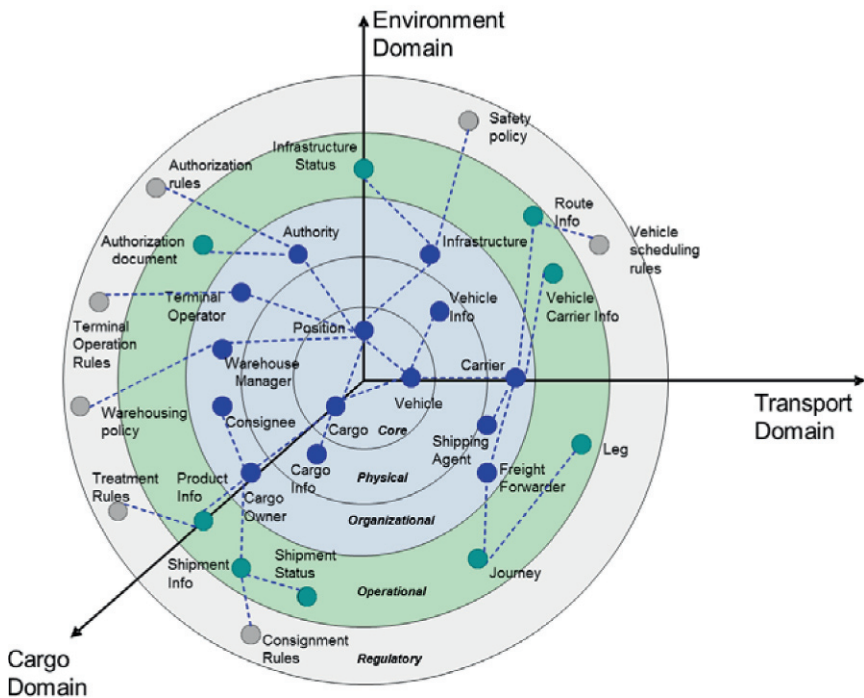 Environment
Domain
Safety
policy
Infrastructure
Status
Authorization
rules
Route
Info
Vehicle
scheduling
rules
Authority
Infrastructure
Authorization
document
Terminal
Operator
Vehicle
Info
Vehicle
Carrier Info
Terminal
Operation
Rules
Position
Warehouse
Manager
Carrier
Vehicle
Transport
Domain
Warehousing
policy
Consignee
Cargo
Core
Shipping
Agent
Leg
Treatment
Rules
Product
Info
Cargo
Info
Cargo
Owner
Physical
Freight
Forwarder
Organizational
Shipment
Info
Shipment
Status
Journey
Operational
Consignment
Rules
Regulatory
Cargo
Domain